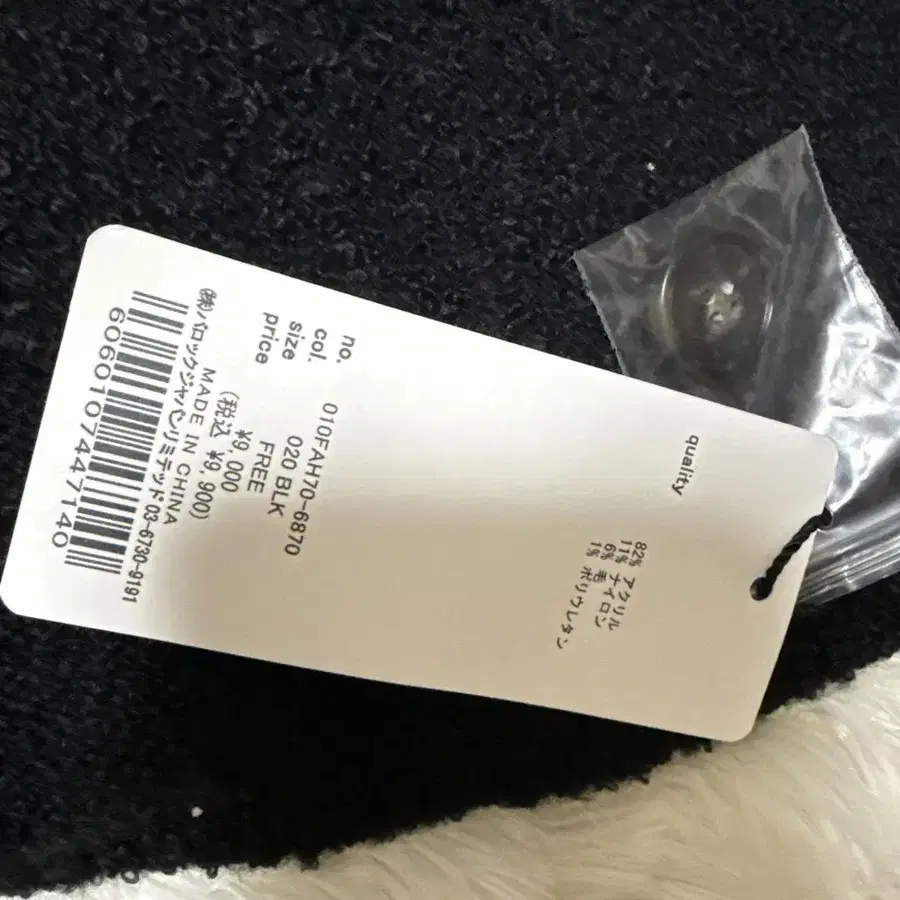 quality
82% アクリル
11% ナイロン
6% 毛
1% ポリウレタン
no. 010FAH70-6870
col. 020 BLK
size FREE
price ¥9,000
(税込 ¥9,900)
MADE IN CHINA
㈱バロックジャパンリミテッド 03-6730-9191
6060107447140